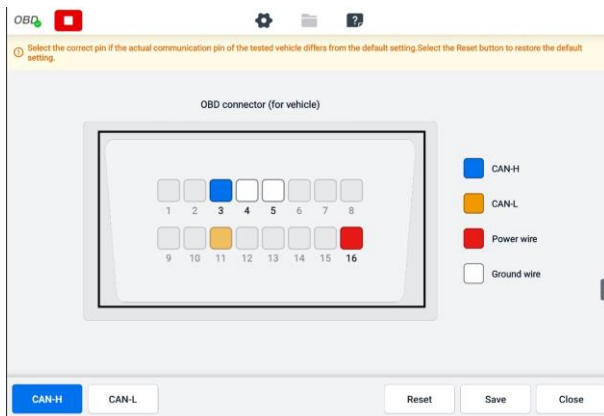 OBD
Select the correct pin if the actual communication pin of the tested vehicle differs from the default setting.Select the Reset button to restore the default
setting.
OBD connector (for vehicle)
1 2 3 4 5 6 7 8
9 10 11 12 13 14 15 16
CAN-H
CAN-L
Power wire
Ground wire
CAN-H CAN-L Reset Save Close